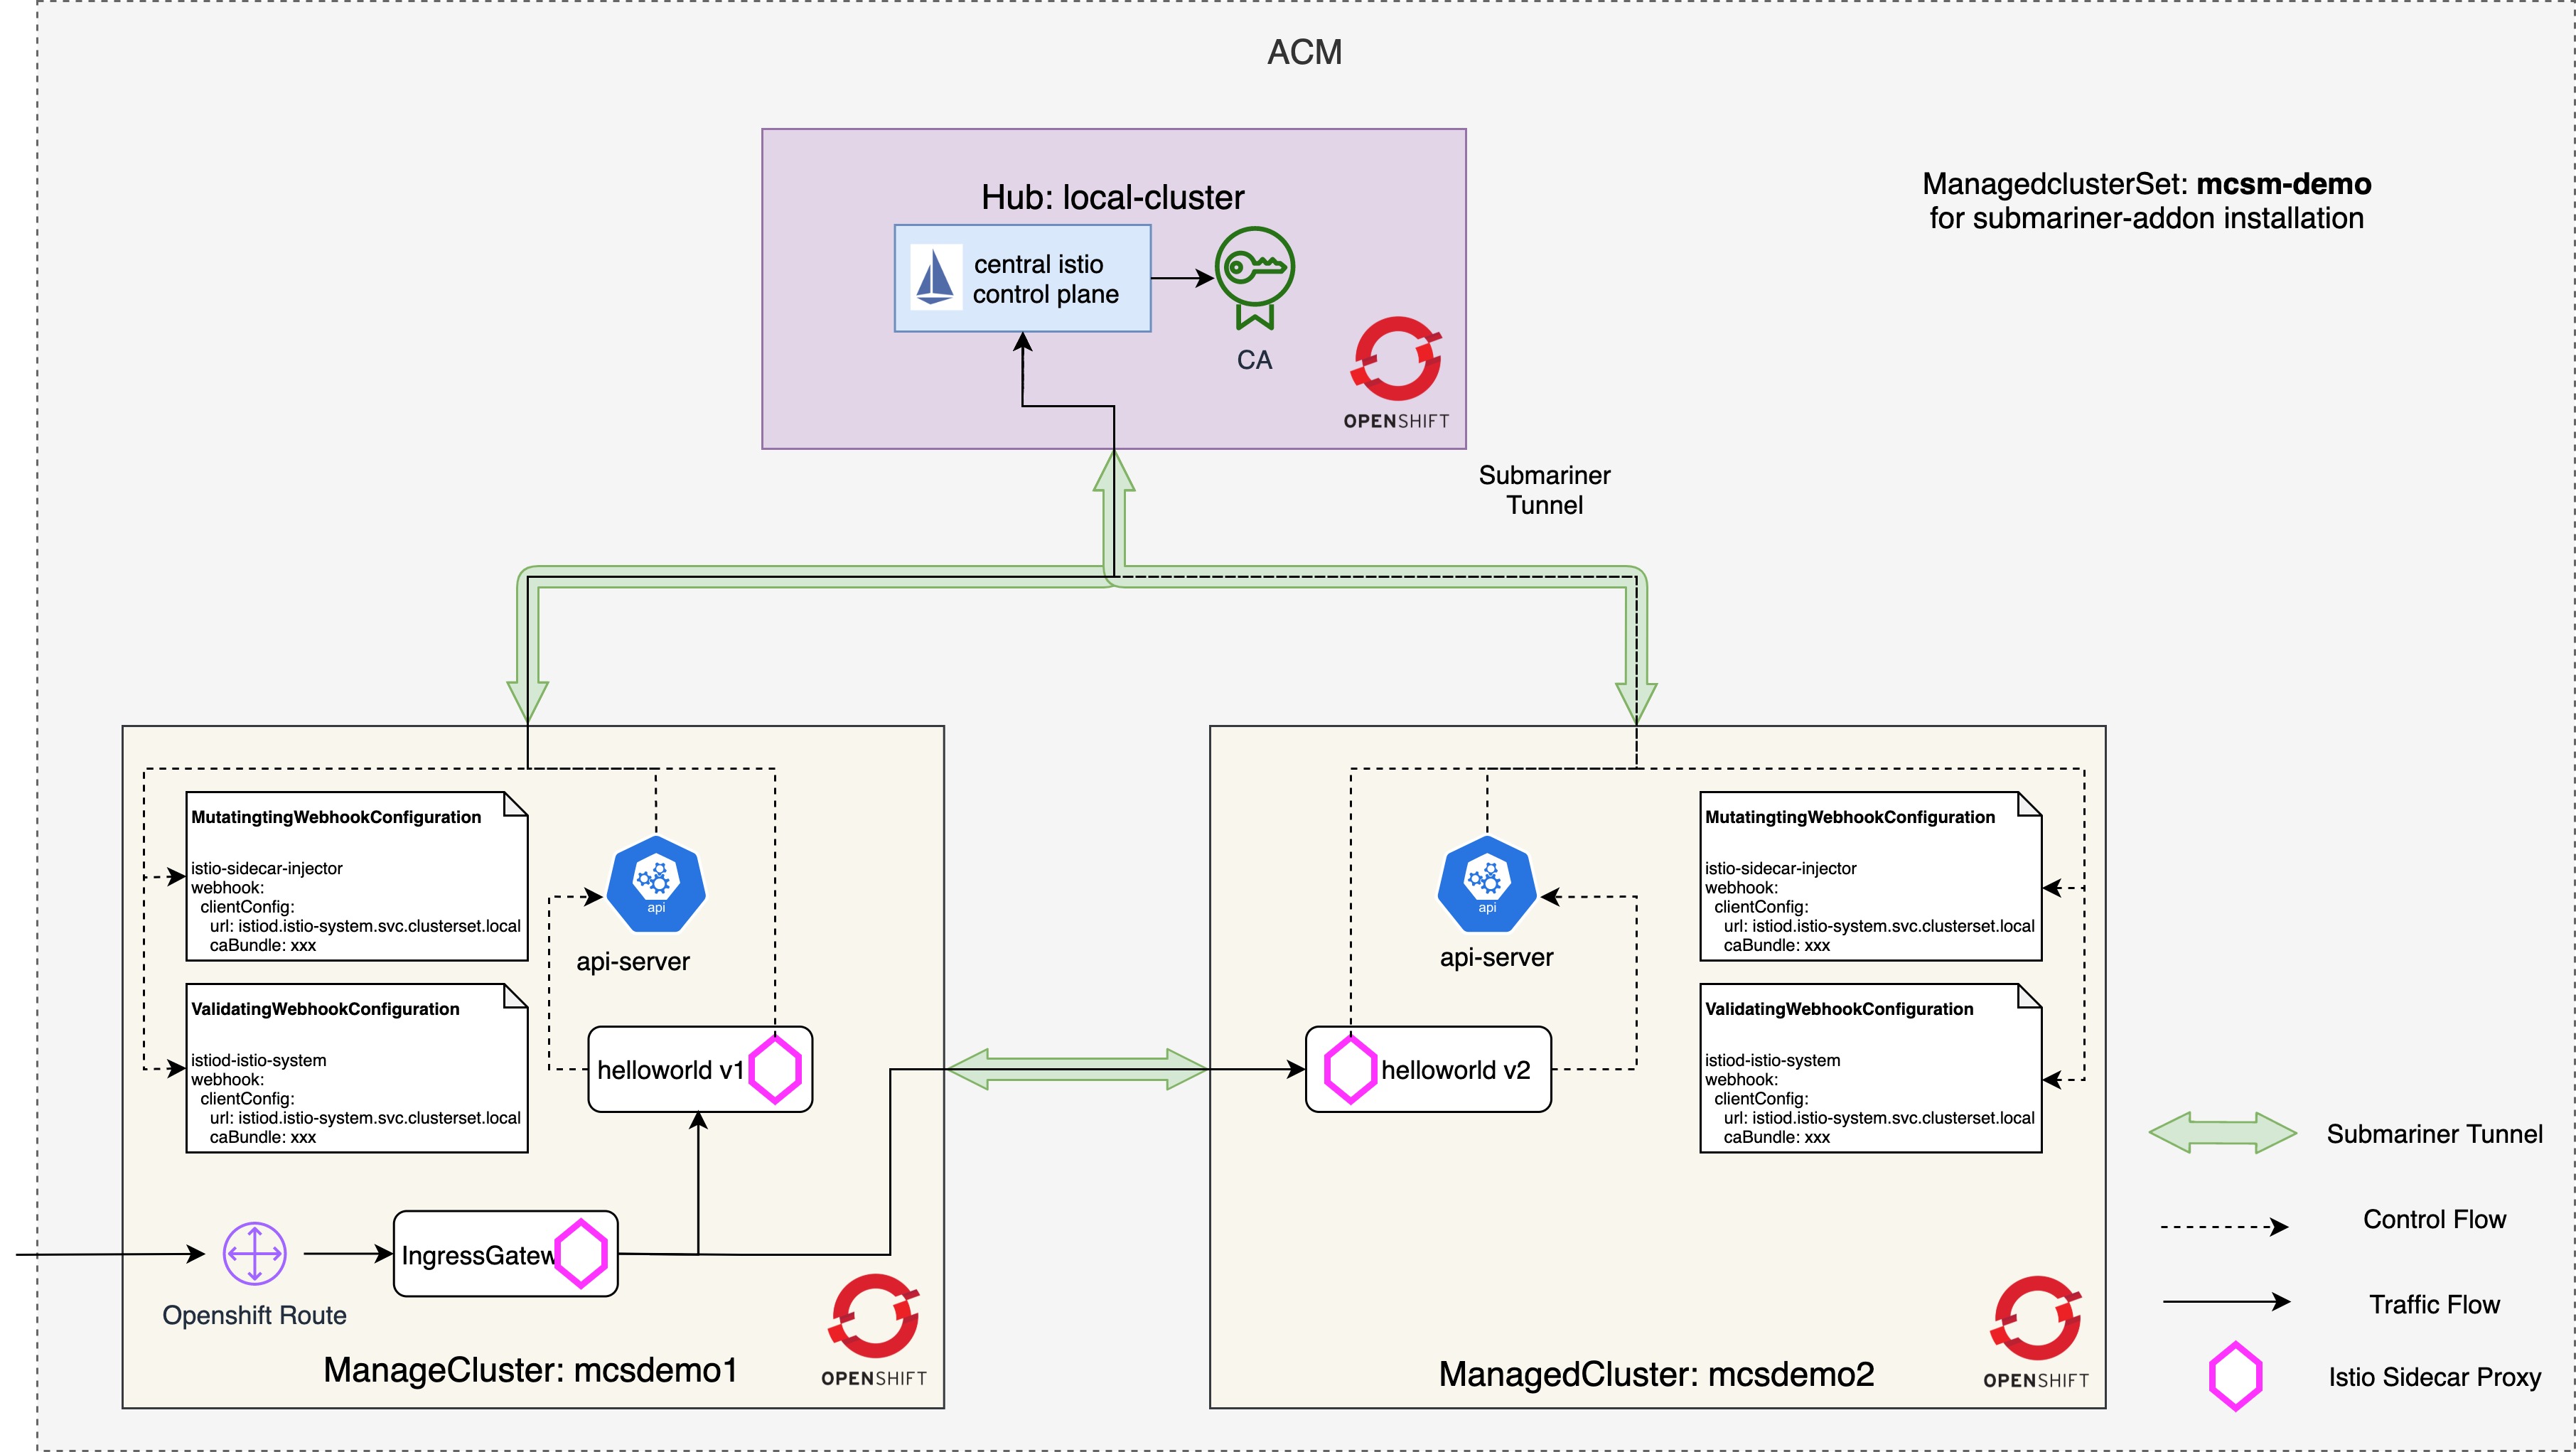 ACM
Hub: local-cluster
central istio
control plane
CA
OPENSHIFT
ManagedclusterSet: mcsm-demo
for submariner-addon installation
Submariner
Tunnel
MutatingtingWebhookConfiguration
istio-sidecar-injector
webhook:
clientConfig:
url: istiod.istio-system.svc.clusterset.local
caBundle: xxx
ValidatingWebhookConfiguration
istiod-istio-system
webhook:
clientConfig:
url: istiod.istio-system.svc.clusterset.local
caBundle: xxx
api
api-server
helloworld v1
Openshift Route
IngressGatew
OPENSHIFT
ManageCluster: mcsdemo1
api
api-server
helloworld v2
MutatingtingWebhookConfiguration
istio-sidecar-injector
webhook:
clientConfig:
url: istiod.istio-system.svc.clusterset.local
caBundle: xxx
ValidatingWebhookConfiguration
istiod-istio-system
webhook:
clientConfig:
url: istiod.istio-system.svc.clusterset.local
caBundle: xxx
ManagedCluster: mcsdemo2
OPENSHIFT
Submariner Tunnel
Control Flow
Traffic Flow
Istio Sidecar Proxy